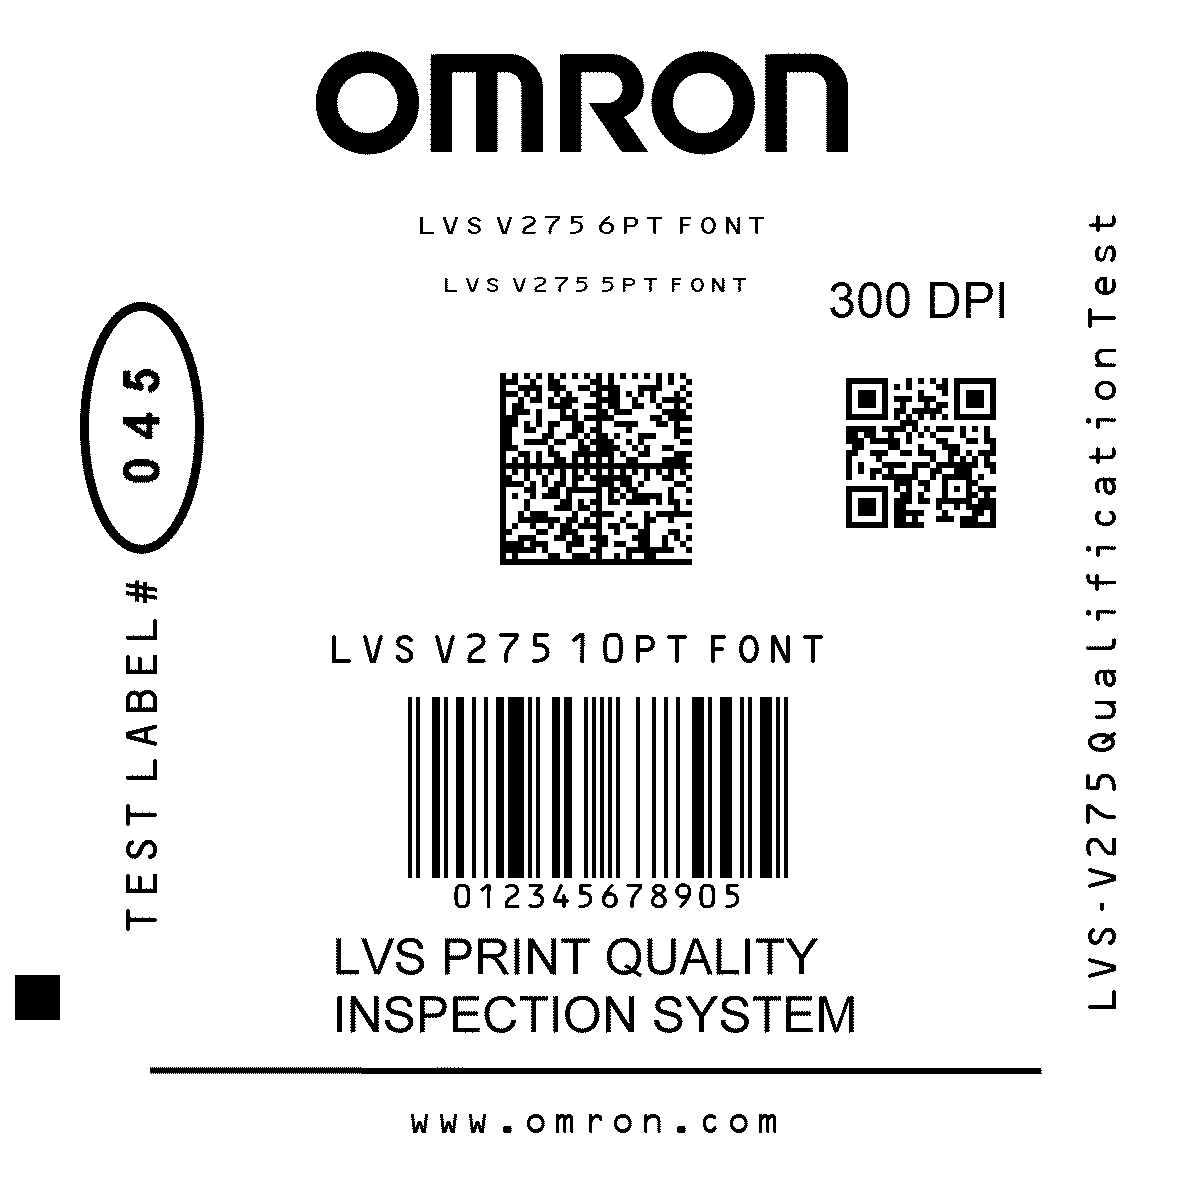 OMRON
LVS V275 6PT FONT
LVS V275 5PT FONT
300 DPI
TEST LABEL # 045
LVS V275 10PT FONT
012345678905
LVS PRINT QUALITY
INSPECTION SYSTEM
LVS-V275 Qualification Test
www.omron.com